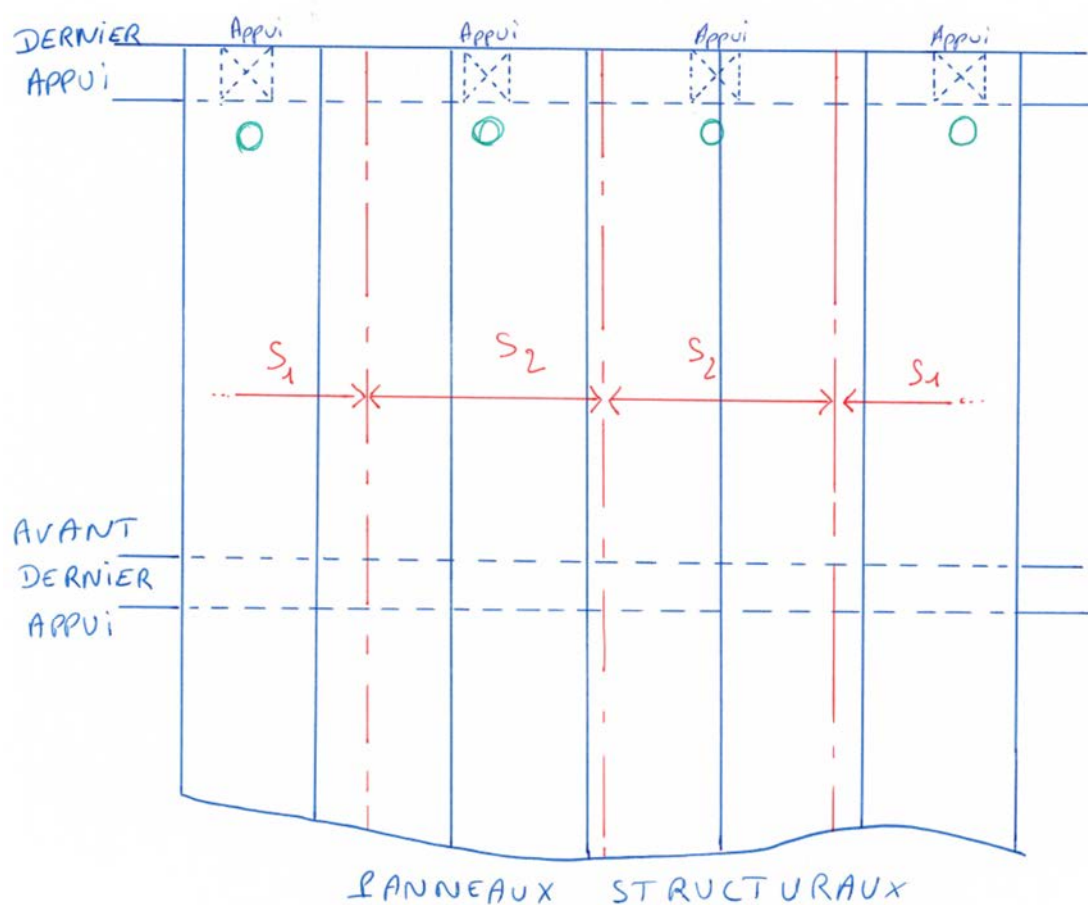 DERNIER
APPUI
Appui Appui Appui Appui
S1 S2 S2 S1
AVANT
DERNIER
APPUI
PANNEAUX STRUCTURAUX